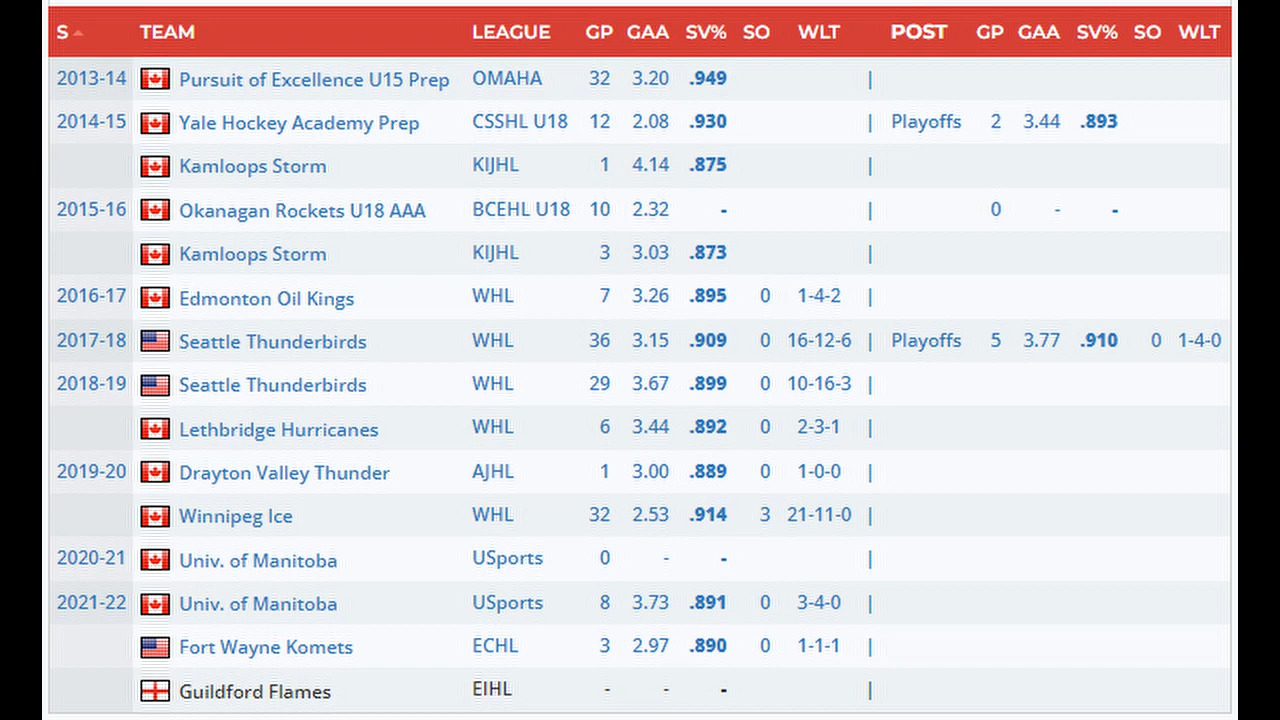 S TEAM LEAGUE GP GAA SV% SO WLT POST GP GAA SV% SO WLT
2013-14 Pursuit of Excellence U15 Prep OMAHA 32 3.20 .949 |
2014-15 Yale Hockey Academy Prep CSSHL U18 12 2.08 .930 | Playoffs 2 3.44 .893
Kamloops Storm KIJHL 1 4.14 .875 |
2015-16 Okanagan Rockets U18 AAA BCEHL U18 10 2.32 - | 0 - -
Kamloops Storm KIJHL 3 3.03 .873 |
2016-17 Edmonton Oil Kings WHL 7 3.26 .895 0 1-4-2 |
2017-18 Seattle Thunderbirds WHL 36 3.15 .909 0 16-12-6 | Playoffs 5 3.77 .910 0 1-4-0
2018-19 Seattle Thunderbirds WHL 29 3.67 .899 0 10-16-3 |
Lethbridge Hurricanes WHL 6 3.44 .892 0 2-3-1 |
2019-20 Drayton Valley Thunder AJHL 1 3.00 .889 0 1-0-0 |
Winnipeg Ice WHL 32 2.53 .914 3 21-11-0 |
2020-21 Univ. of Manitoba USports 0 - - |
2021-22 Univ. of Manitoba USports 8 3.73 .891 0 3-4-0 |
Fort Wayne Komets ECHL 3 2.97 .890 0 1-1-1 |
Guildford Flames EIHL - - - |